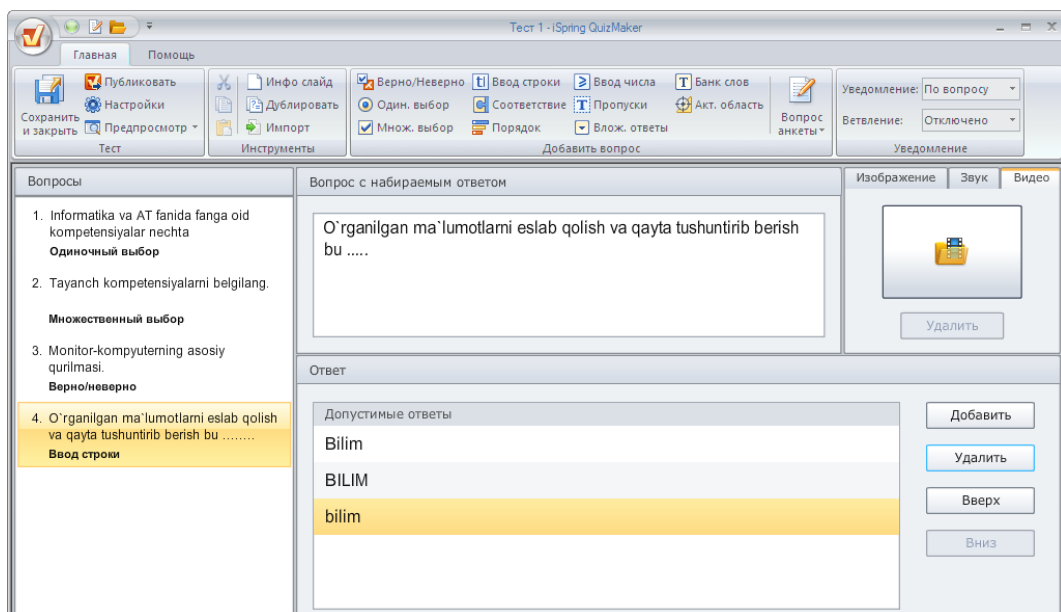 Тест 1 - iSpring QuizMaker
Главная Помощь
Сохранить и закрыть
Публиковать
Настройки
Предпросмотр
Тест
Инфо слайд
Дублировать
Импорт
Инструменты
Верно/Неверно
Один. выбор
Множ. выбор
Ввод строки
Соответствие
Порядок
Ввод числа
Пропуски
Влож. ответы
Банк слов
Акт. область
Вопрос анкеты
Добавить вопрос
Уведомление: По вопросу
Ветвление: Отключено
Уведомление
Вопросы
1. Informatika va AT fanida fanga oid
kompetensiyalar nechta
Одиночный выбор
2. Tayanch kompetensiyalarni belgilang.
Множественный выбор
3. Monitor-kompyuterning asosiy
qurilmasi.
Верно/неверно
4. O`rganilgan ma`lumotlarni eslab qolish
va qayta tushuntirib berish bu ........
Ввод строки
Вопрос с набираемым ответом
O`rganilgan ma`lumotlarni eslab qolish va qayta tushuntirib berish
bu .....
Изображение Звук Видео
Удалить
Ответ
Допустимые ответы
Bilim
BILIM
bilim
Добавить
Удалить
Вверх
Вниз